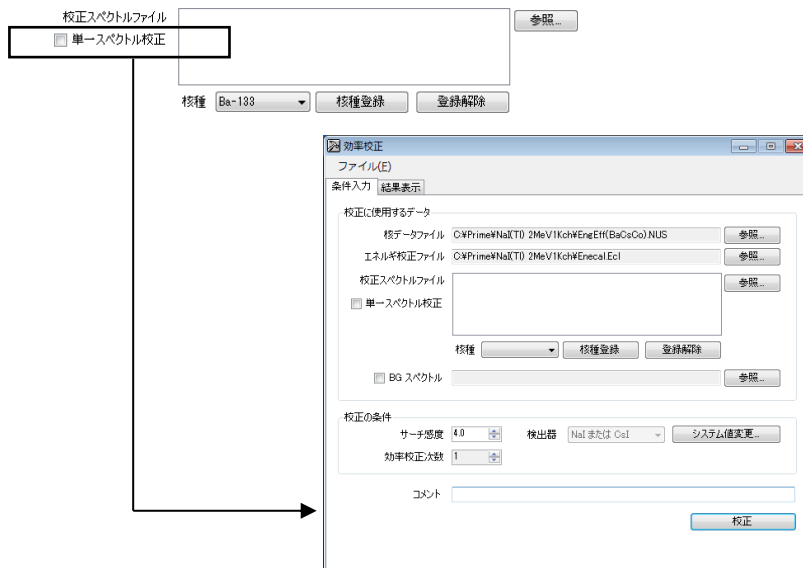 校正スペクトルファイル
参照...
単一スペクトル校正
核種 Ba-133 核種登録 登録解除
効率校正
ファイル(F)
条件入力 結果表示
校正に使用するデータ
核データファイル C:¥Prime¥NaI(Tl) 2MeV1Kch¥EngEff(BaCsCo).NUS 参照...
エネルギ校正ファイル C:¥Prime¥NaI(Tl) 2MeV1Kch¥Enecal.Ecl 参照...
校正スペクトルファイル 参照...
単一スペクトル校正
核種 核種登録 登録解除
BG スペクトル 参照...
校正の条件
サーチ感度 4.0 検出器 NaI または CsI システム値変更...
効率校正次数 1
コメント
校正